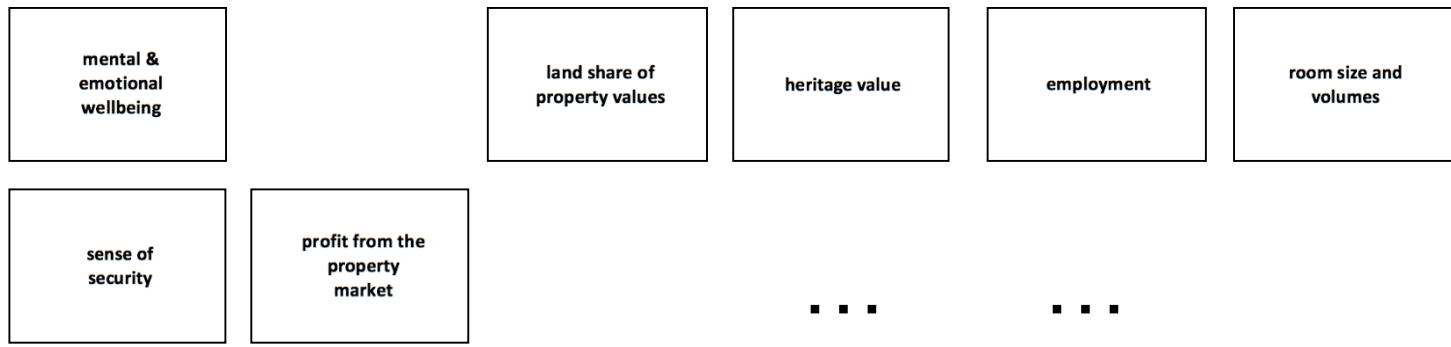 mental &
emotional
wellbeing
land share of
property values
heritage value
employment
room size and
volumes
sense of
security
profit from the
property
market
...
...